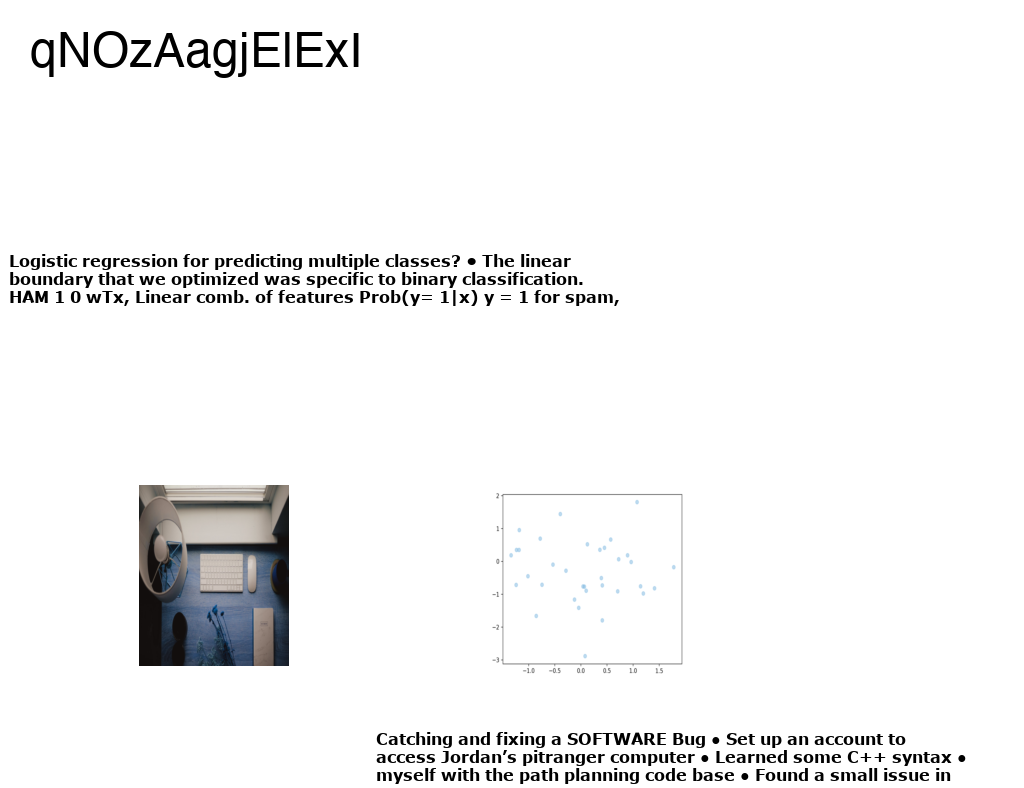 qNOzAagjElExI
Logistic regression for predicting multiple classes? ● The linear
boundary that we optimized was specific to binary classification.
HAM 1 0 wTx, Linear comb. of features Prob(y= 1|x) y = 1 for spam,
2
1
0
−1
−2
−3
−1.0 −0.5 0.0 0.5 1.0 1.5
Catching and fixing a SOFTWARE Bug ● Set up an account to
access Jordan’s pitranger computer ● Learned some C++ syntax ●
myself with the path planning code base ● Found a small issue in